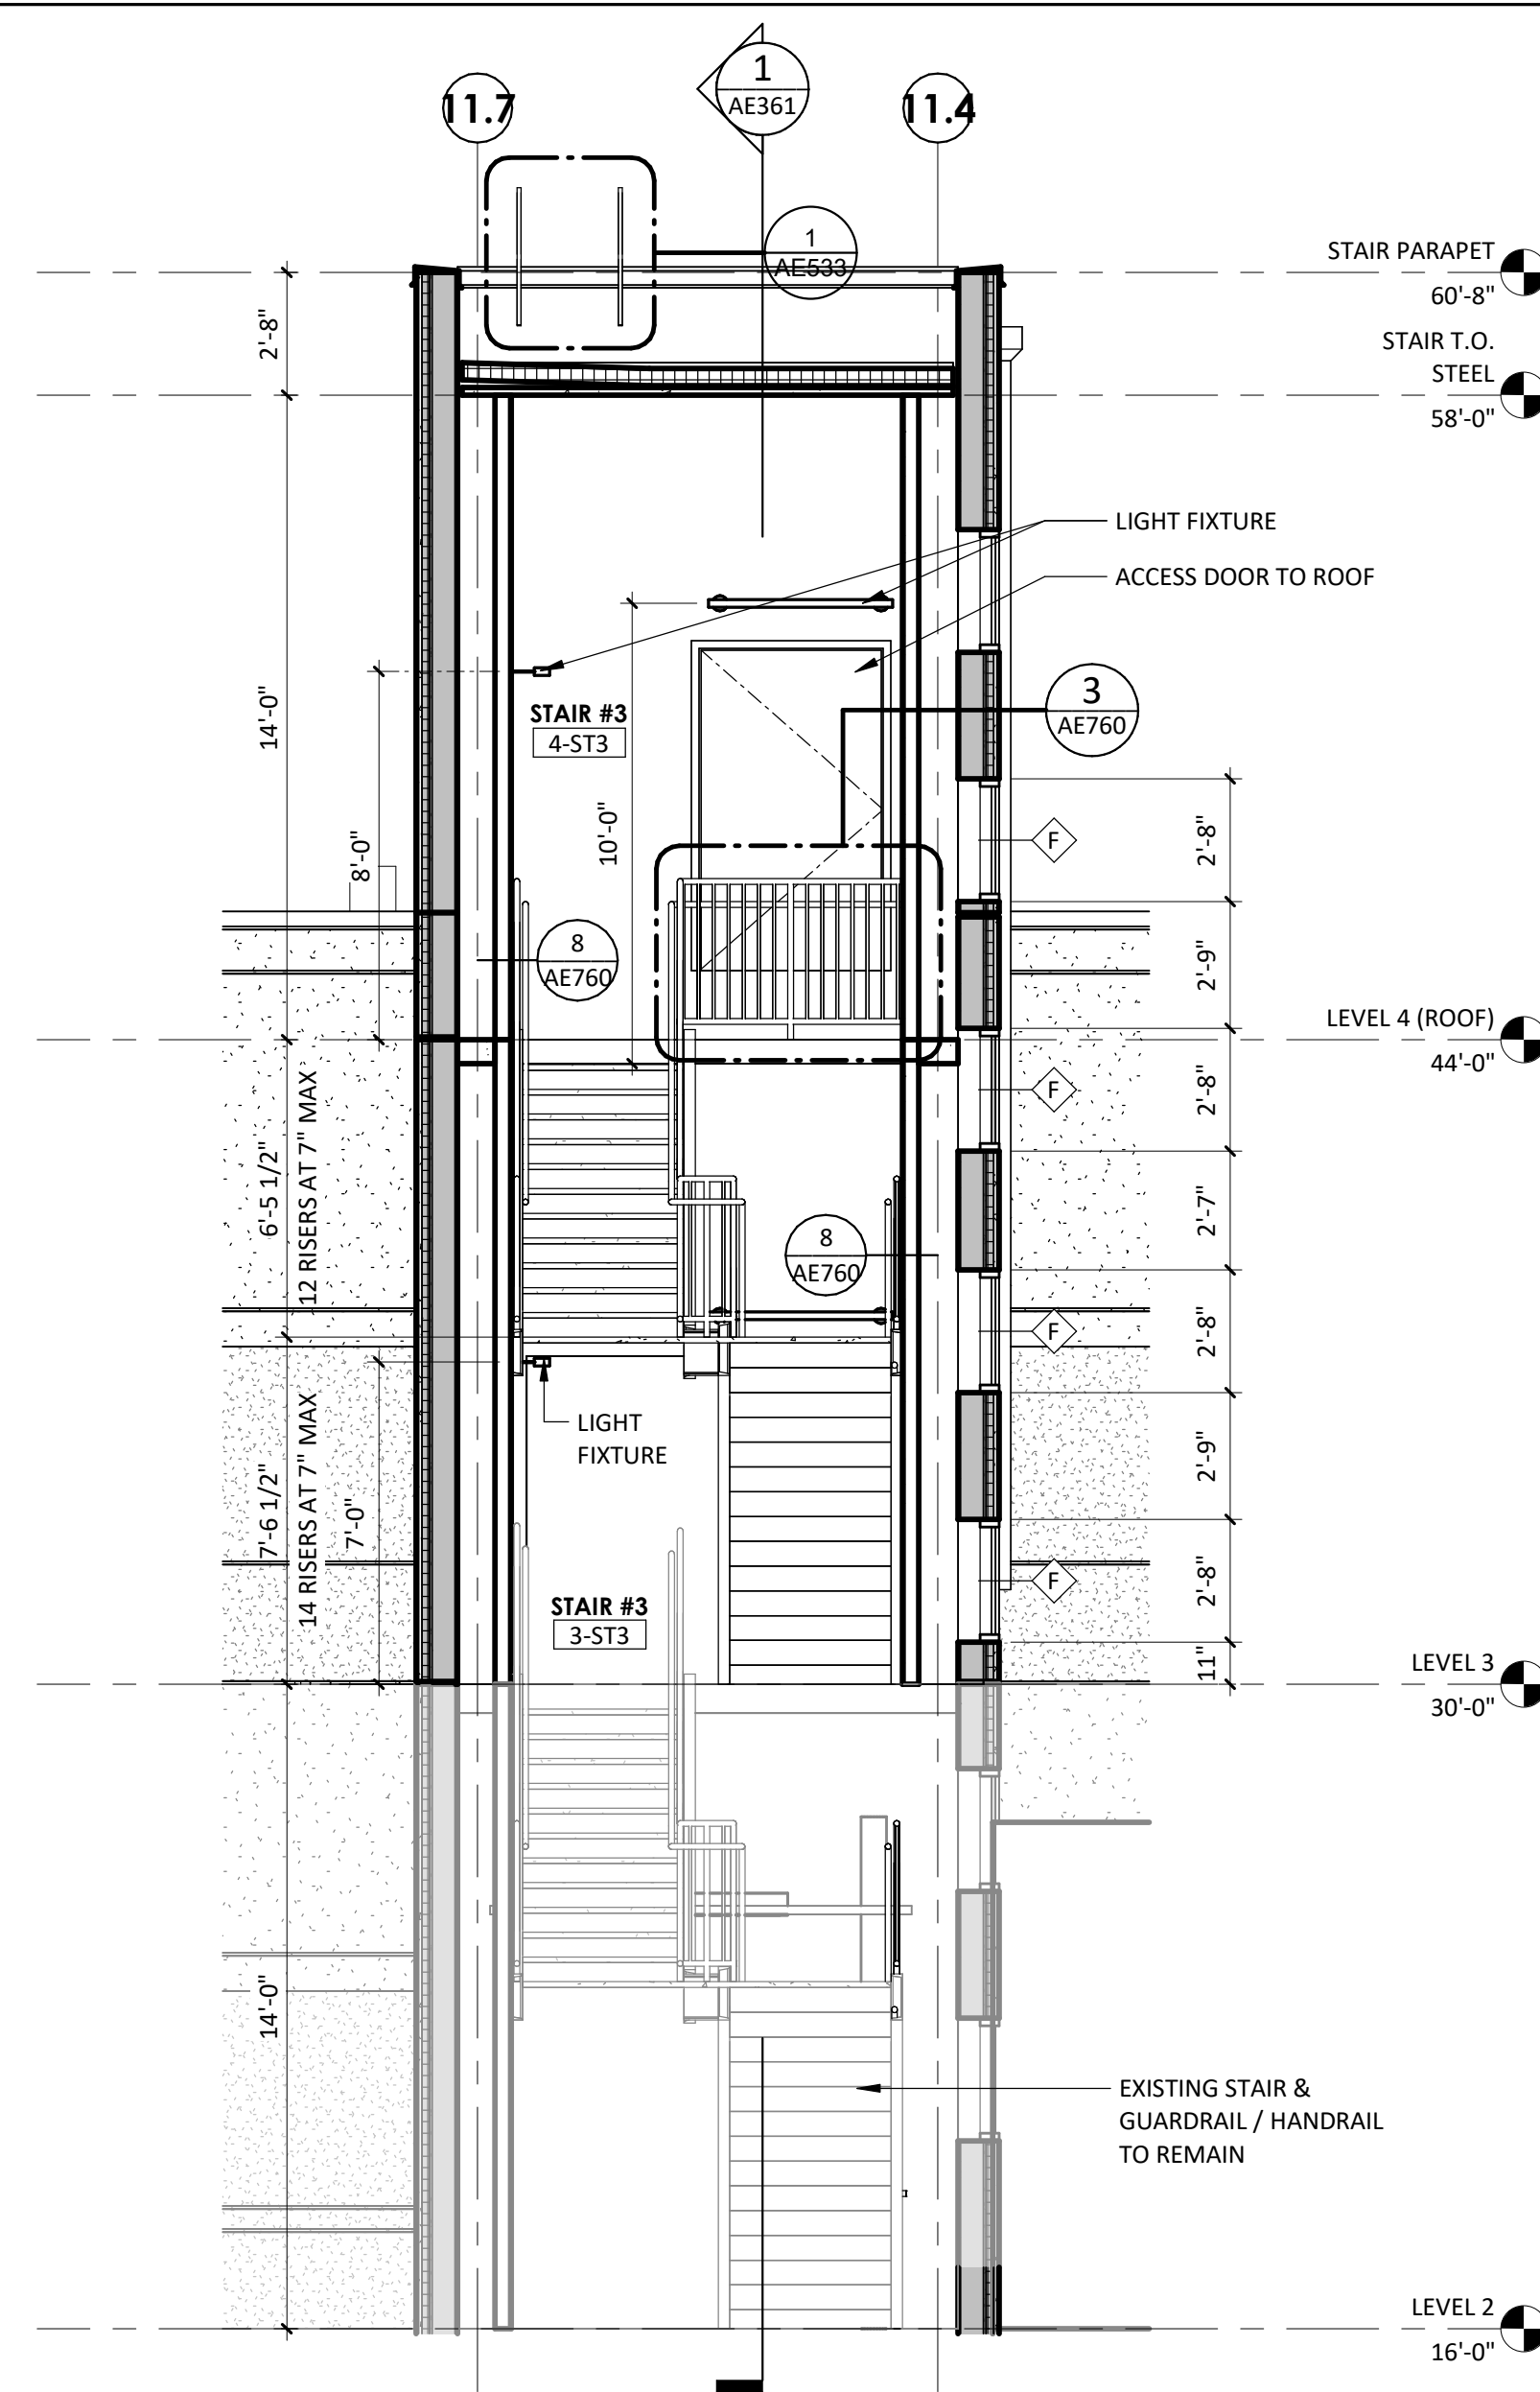 11.7
1
AE361
11.4
1
AE533
STAIR PARAPET
60'-8"
2'-8"
STAIR T.O.
STEEL
58'-0"
LIGHT FIXTURE
ACCESS DOOR TO ROOF
14'-0"
8'-0"
STAIR #3
4-ST3
10'-0"
3
AE760
F
2'-8"
8
AE760
2'-9"
LEVEL 4 (ROOF)
44'-0"
6'-5 1/2"
12 RISERS AT 7" MAX
F
2'-8"
2'-7"
8
AE760
F
2'-8"
LIGHT
FIXTURE
7'-6 1/2"
14 RISERS AT 7" MAX
7'-0"
2'-9"
STAIR #3
3-ST3
F
2'-8"
11"
LEVEL 3
30'-0"
14'-0"
EXISTING STAIR &
GUARDRAIL / HANDRAIL
TO REMAIN
LEVEL 2
16'-0"